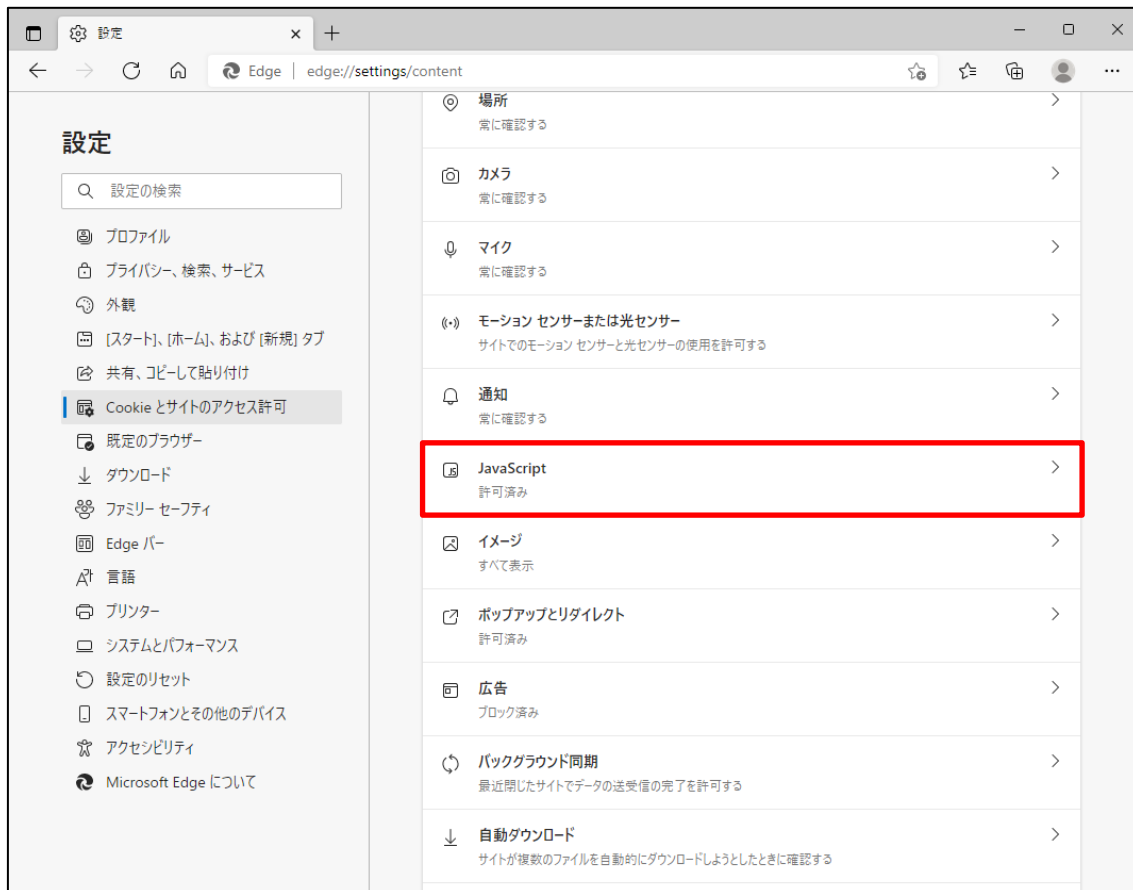 設定
Edge
edge://settings/content
設定
設定の検索
プロファイル
プライバシー、検索、サービス
外観
[スタート]、[ホーム]、および [新規] タブ
共有、コピーして貼り付け
Cookie とサイトのアクセス許可
既定のブラウザー
ダウンロード
ファミリー セーフティ
Edge バー
言語
プリンター
システムとパフォーマンス
設定のリセット
スマートフォンとその他のデバイス
アクセシビリティ
Microsoft Edge について
場所
常に確認する
カメラ
常に確認する
マイク
常に確認する
モーション センサーまたは光センサー
サイトでのモーション センサーと光センサーの使用を許可する
通知
常に確認する
JavaScript
許可済み
イメージ
すべて表示
ポップアップとリダイレクト
許可済み
広告
ブロック済み
バックグラウンド同期
最近閉じたサイトでデータの送受信の完了を許可する
自動ダウンロード
サイトが複数のファイルを自動的にダウンロードしようとしたときに確認する